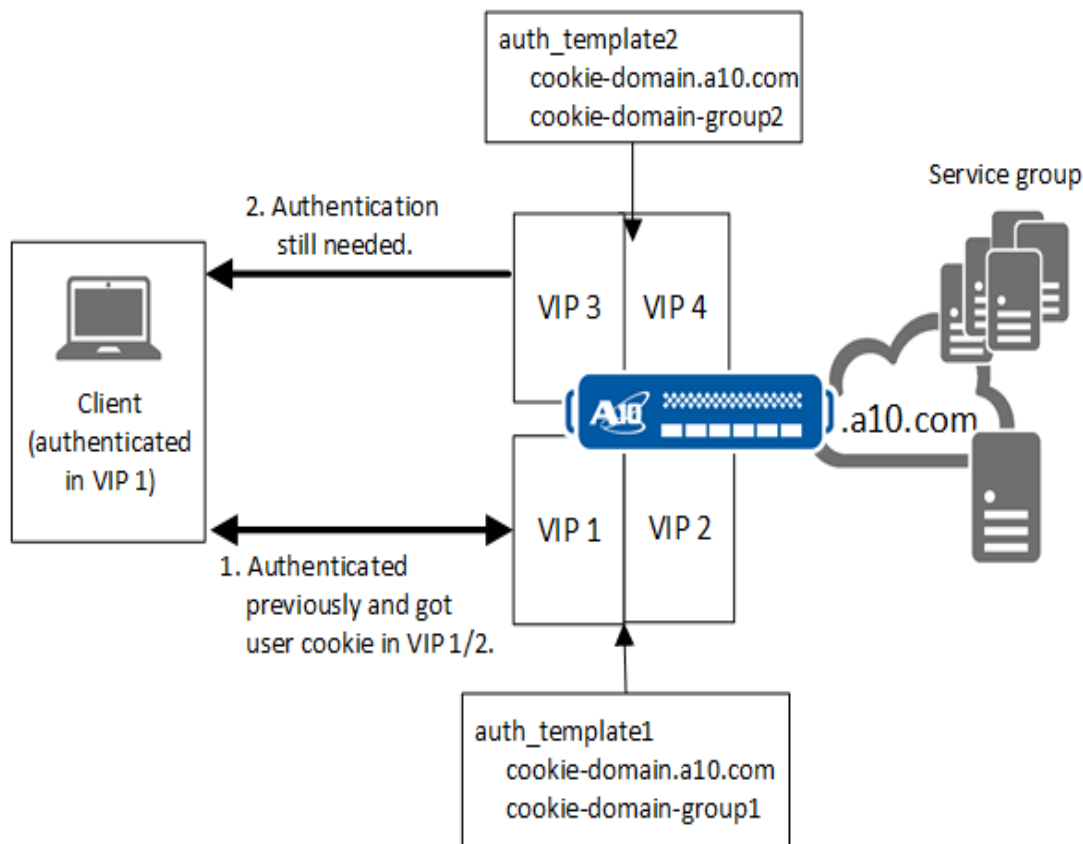 auth_template2
cookie-domain.a10.com
cookie-domain-group2
Service group
2. Authentication
still needed.
VIP 3
VIP 4
Client
(authenticated
in VIP 1)
A10
.a10.com
VIP 1
VIP 2
1. Authenticated
previously and got
user cookie in VIP 1/2.
auth_template1
cookie-domain.a10.com
cookie-domain-group1